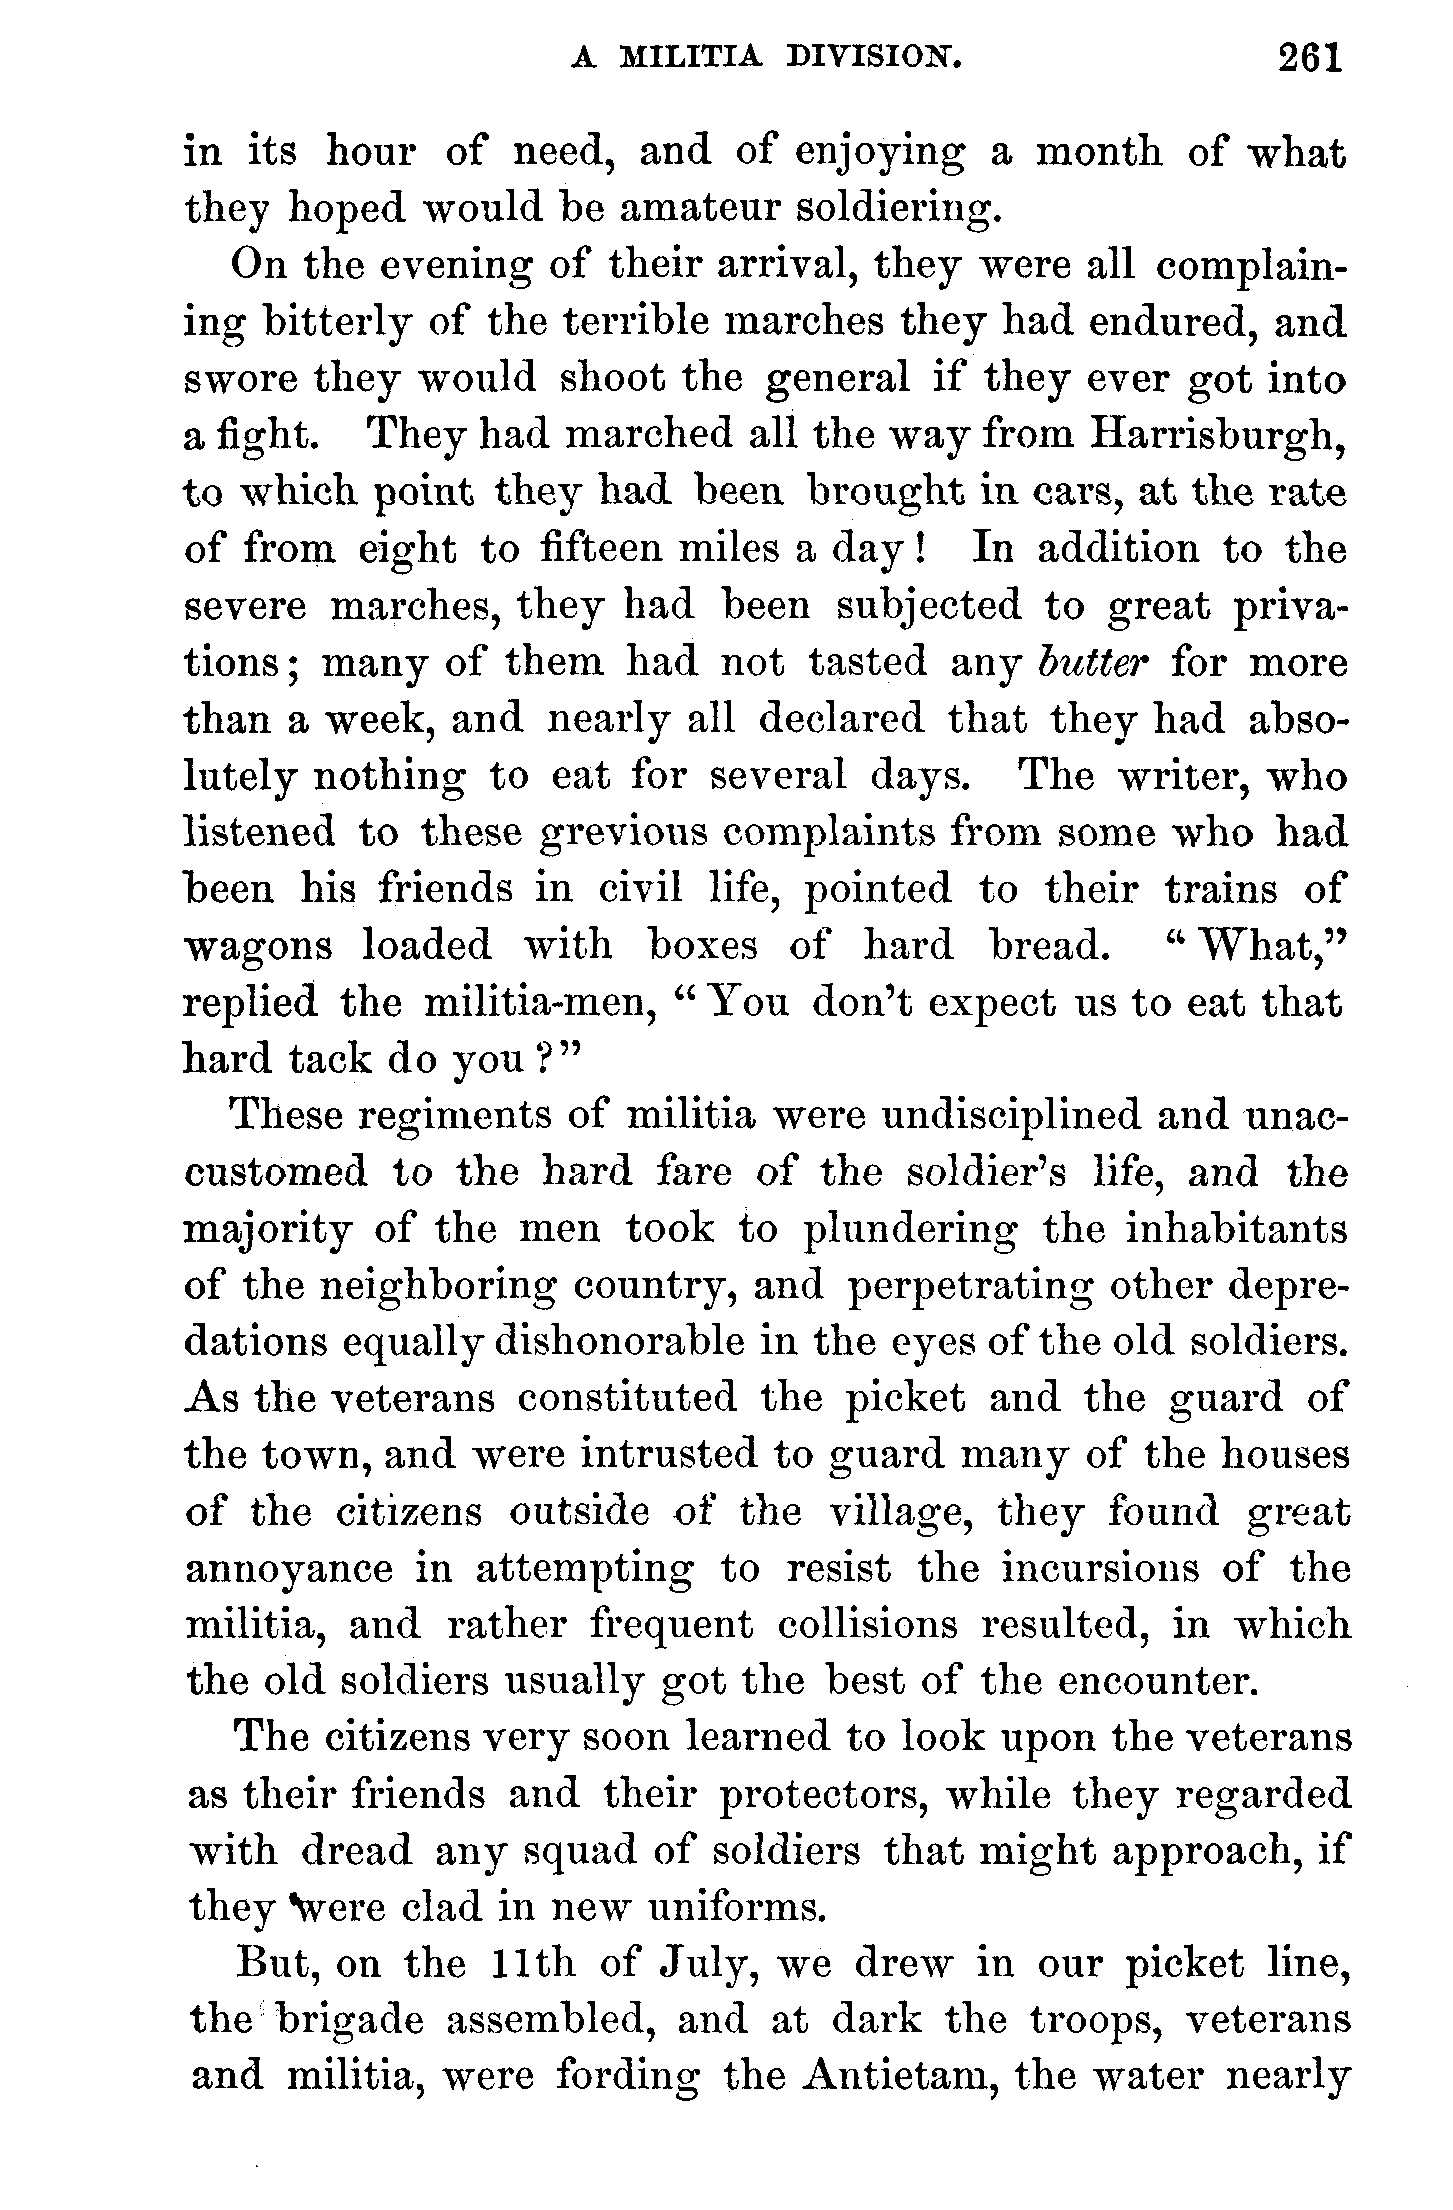 A MILITIA DIVISION. 261
in its hour of need, and of enjoying a month of what
they hoped would be amateur soldiering.
On the evening of their arrival, they were all complain-
ing bitterly of the terrible marches they had endured, and
swore they would shoot the general if they ever got into
a fight. They had marched all the way from Harrisburgh,
to which point they had been brought in cars, at the rate
of from eight to fifteen miles a day! In addition to the
severe marches, they had been subjected to great priva-
tions; many of them had not tasted any butter for more
than a week, and nearly all declared that they had abso-
lutely nothing to eat for several days. The writer, who
listened to these grevious complaints from some who had
been his friends in civil life, pointed to their trains of
wagons loaded with boxes of hard bread. “What,”
replied the militia-men, “You don’t expect us to eat that
hard tack do you?”
These regiments of militia were undisciplined and unac-
customed to the hard fare of the soldier’s life, and the
majority of the men took to plundering the inhabitants
of the neighboring country, and perpetrating other depre-
dations equally dishonorable in the eyes of the old soldiers.
As the veterans constituted the picket and the guard of
the town, and were intrusted to guard many of the houses
of the citizens outside of the village, they found great
annoyance in attempting to resist the incursions of the
militia, and rather frequent collisions resulted, in which
the old soldiers usually got the best of the encounter.
The citizens very soon learned to look upon the veterans
as their friends and their protectors, while they regarded
with dread any squad of soldiers that might approach, if
they were clad in new uniforms.
But, on the 11th of July, we drew in our picket line,
the brigade assembled, and at dark the troops, veterans
and militia, were fording the Antietam, the water nearly